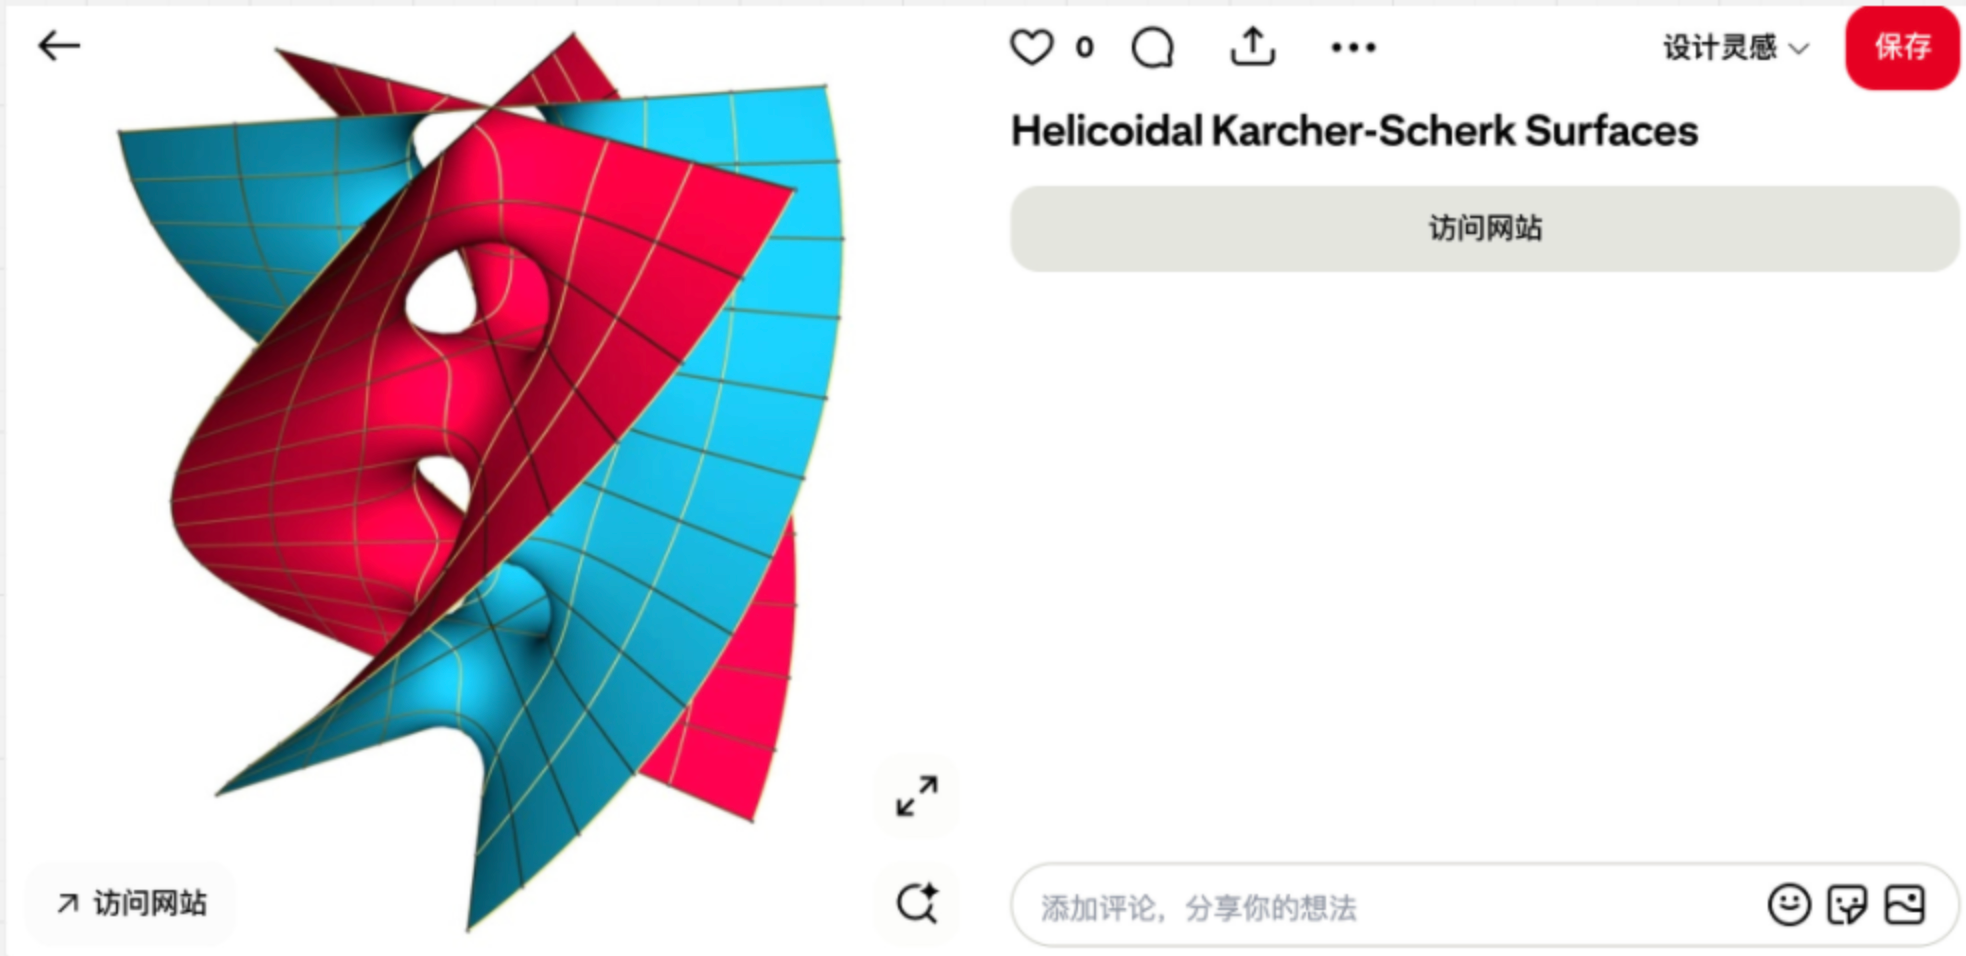 0
设计灵感
保存
Helicoidal Karcher-Scherk Surfaces
访问网站
访问网站
添加评论，分享你的想法